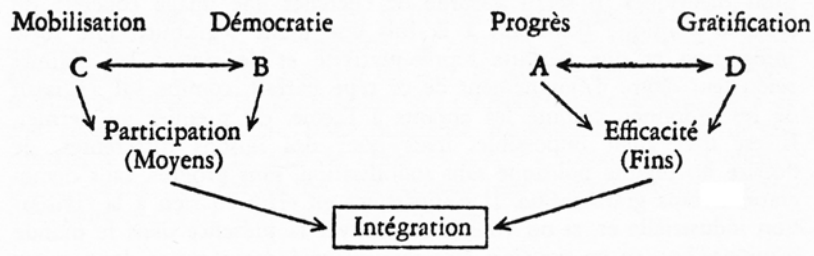 Mobilisation Démocratie Progrès Gratification
C B A D
Participation Efficacité
(Moyens) (Fins)
Intégration